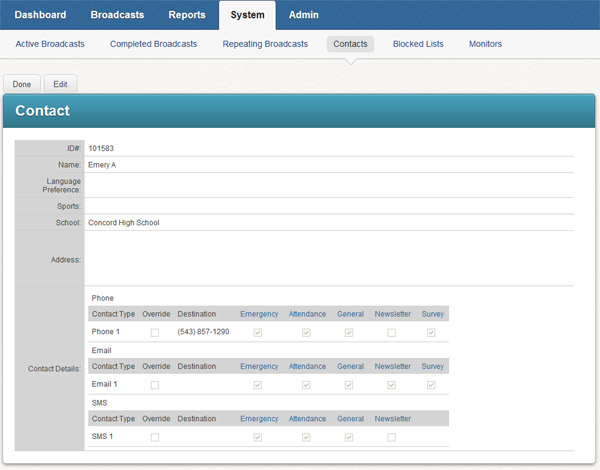 Dashboard Broadcasts Reports System Admin
Active Broadcasts Completed Broadcasts Repeating Broadcasts Contacts Blocked Lists Monitors
Done Edit
Contact
ID#: 101583
Name: Emery A
Language
Preference:
Sports:
School: Concord High School
Address:
Contact Details:
Phone
Contact Type Override Destination Emergency Attendance General Newsletter Survey
Phone 1 (543) 857-1290
Email
Contact Type Override Destination Emergency Attendance General Newsletter Survey
Email 1
SMS
Contact Type Override Destination Emergency Attendance General Newsletter
SMS 1